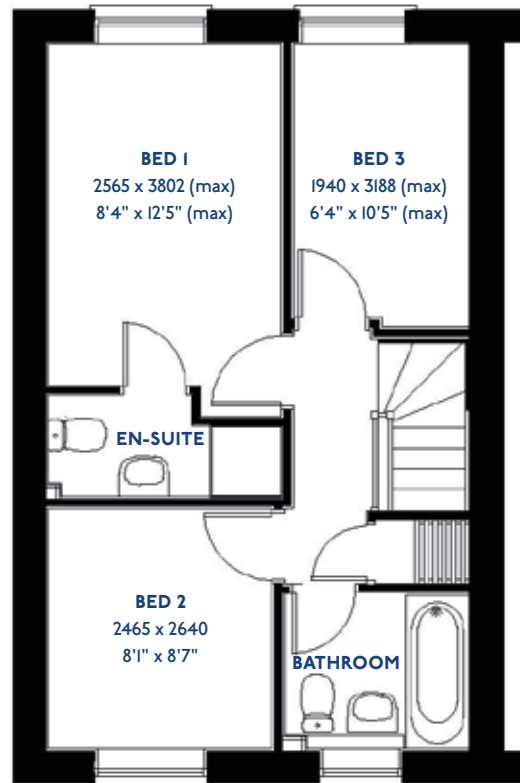 BED 1
2565 x 3802 (max)
8'4" x 12'5" (max)
BED 3
1940 x 3188 (max)
6'4" x 10'5" (max)
EN-SUITE
BED 2
2465 x 2640
8'1" x 8'7"
BATHROOM